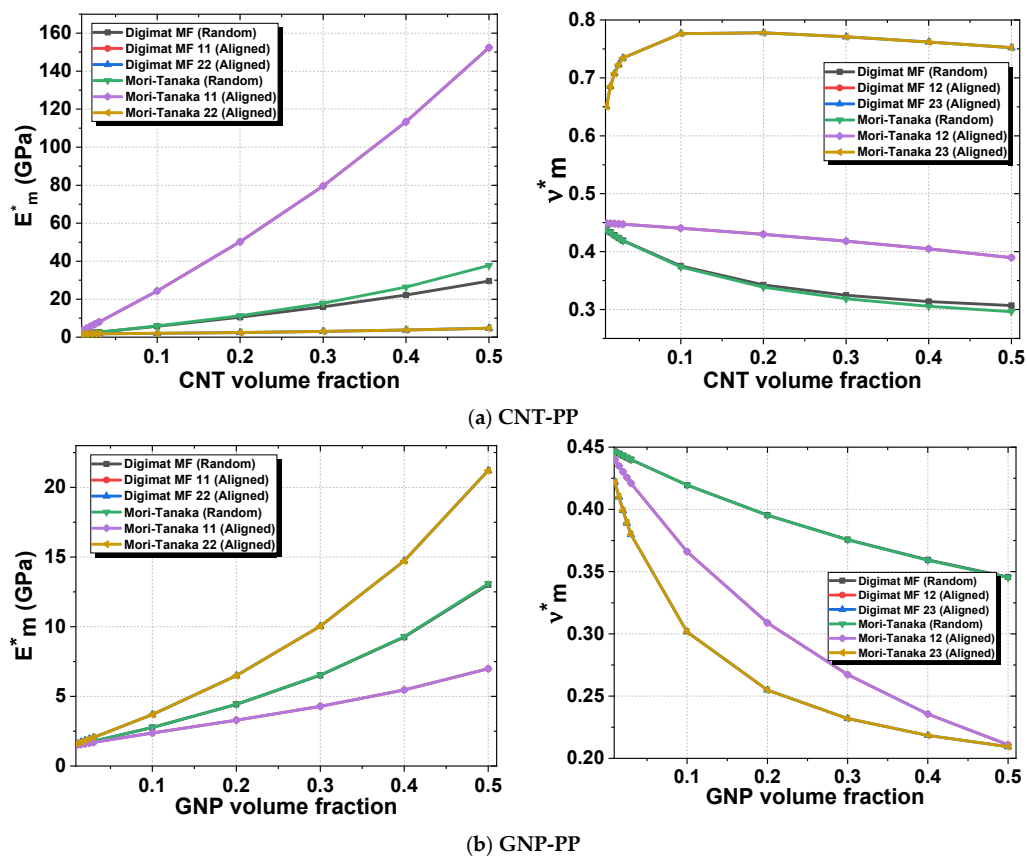 Digimat MF (Random)
Digimat MF 11 (Aligned)
Digimat MF 22 (Aligned)
Mori-Tanaka (Random)
Mori-Tanaka 11 (Aligned)
Mori-Tanaka 22 (Aligned)
160
140
120
100
80
60
40
20
0
E*m (GPa)
0.1 0.2 0.3 0.4 0.5
CNT volume fraction
Digimat MF (Random)
Digimat MF 12 (Aligned)
Digimat MF 23 (Aligned)
Mori-Tanaka (Random)
Mori-Tanaka 12 (Aligned)
Mori-Tanaka 23 (Aligned)
0.8
0.7
0.6
0.5
0.4
0.3
ν*m
0.1 0.2 0.3 0.4 0.5
CNT volume fraction
(a) CNT-PP
Digimat MF (Random)
Digimat MF 11 (Aligned)
Digimat MF 22 (Aligned)
Mori-Tanaka (Random)
Mori-Tanaka 11 (Aligned)
Mori-Tanaka 22 (Aligned)
20
15
10
5
0
E*m (GPa)
0.1 0.2 0.3 0.4 0.5
GNP volume fraction
0.45
0.40
0.35
0.30
0.25
0.20
ν*m
Digimat MF (Random)
Digimat MF 12 (Aligned)
Digimat MF 23 (Aligned)
Mori-Tanaka (Random)
Mori-Tanaka 12 (Aligned)
Mori-Tanaka 23 (Aligned)
0.1 0.2 0.3 0.4 0.5
GNP volume fraction
(b) GNP-PP